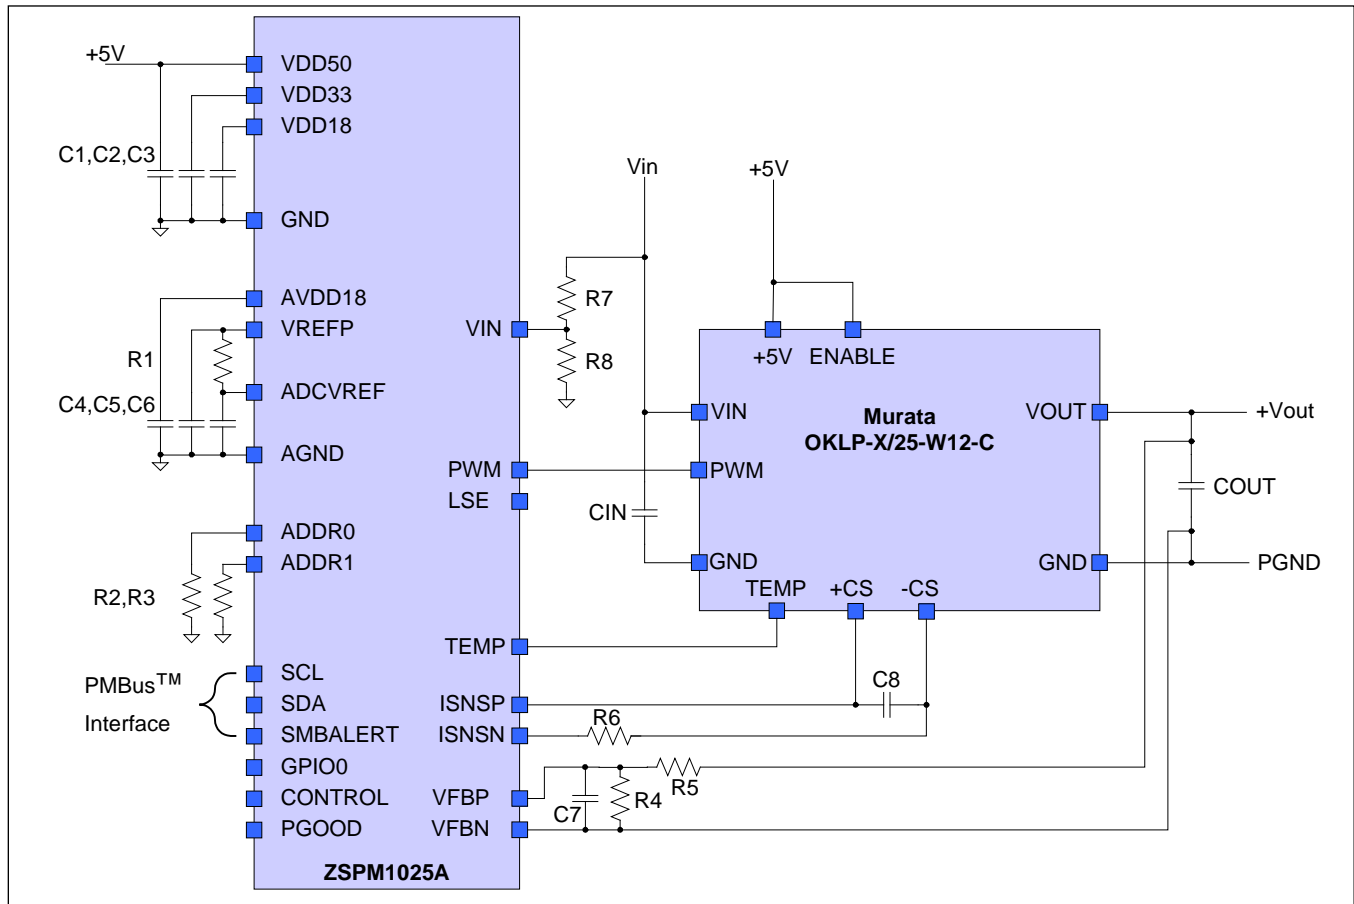 +5V
VDD50
VDD33
VDD18
C1,C2,C3
GND
AVDD18
VREFP
R1
ADCVREF
C4,C5,C6
AGND
ADDR0
ADDR1
R2,R3
PMBus™
Interface
SCL
SDA
SMBALERT
GPIO0
CONTROL
PGOOD
VIN
PWM
LSE
TEMP
ISNSP
ISNSN
VFBP
VFBN
ZSPM1025A
Vin
R7
R8
CIN
+5V
+5V
ENABLE
VIN
PWM
GND
Murata
OKLP-X/25-W12-C
VOUT
GND
TEMP
+CS
-CS
+Vout
COUT
PGND
C8
R6
R5
R4
C7